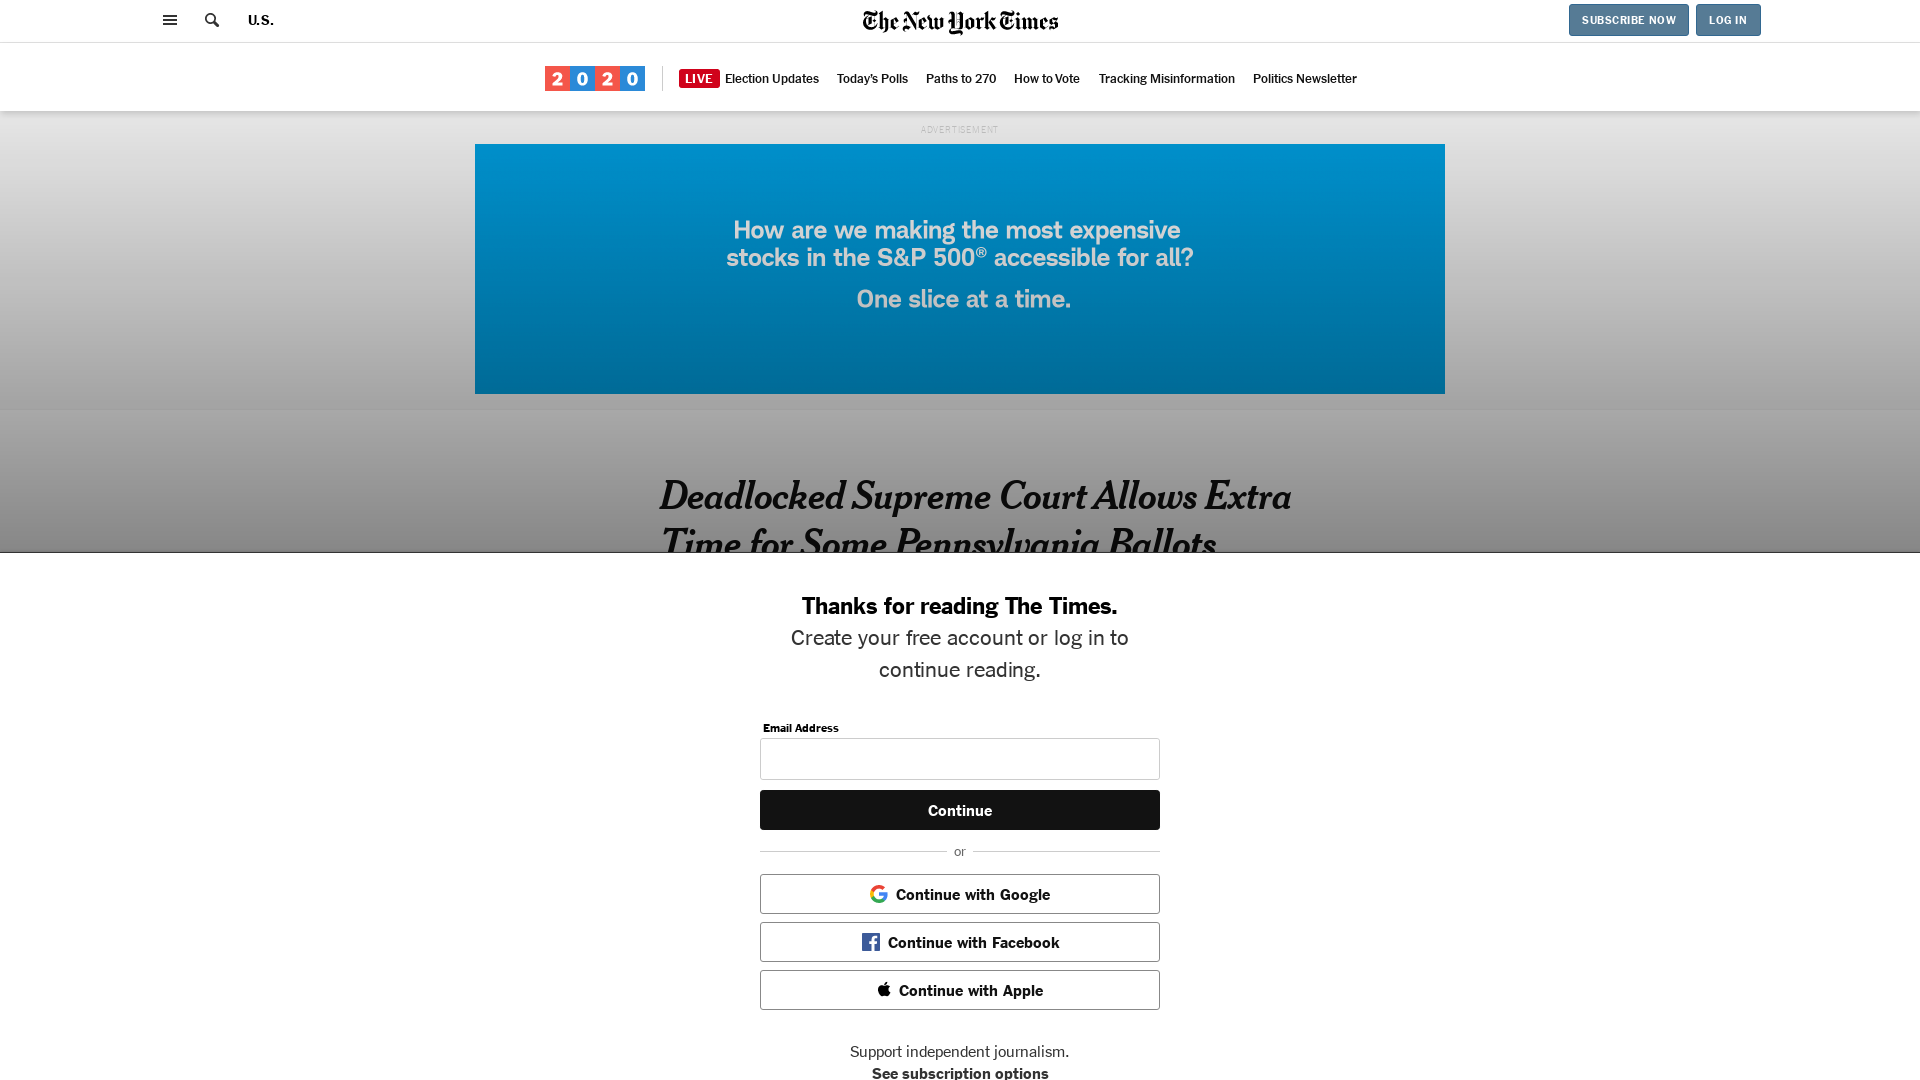 U.S.
The New York Times
SUBSCRIBE NOW
LOG IN
2020
LIVE Election Updates
Today's Polls
Paths to 270
How to Vote
Tracking Misinformation
Politics Newsletter
ADVERTISEMENT
How are we making the most expensive
stocks in the S&P 500® accessible for all?
One slice at a time.
Deadlocked Supreme Court Allows Extra
Time for Some Pennsylvania Ballots
Thanks for reading The Times.
Create your free account or log in to
continue reading.
Email Address
Continue
or
Continue with Google
Continue with Facebook
Continue with Apple
Support independent journalism.
See subscription options